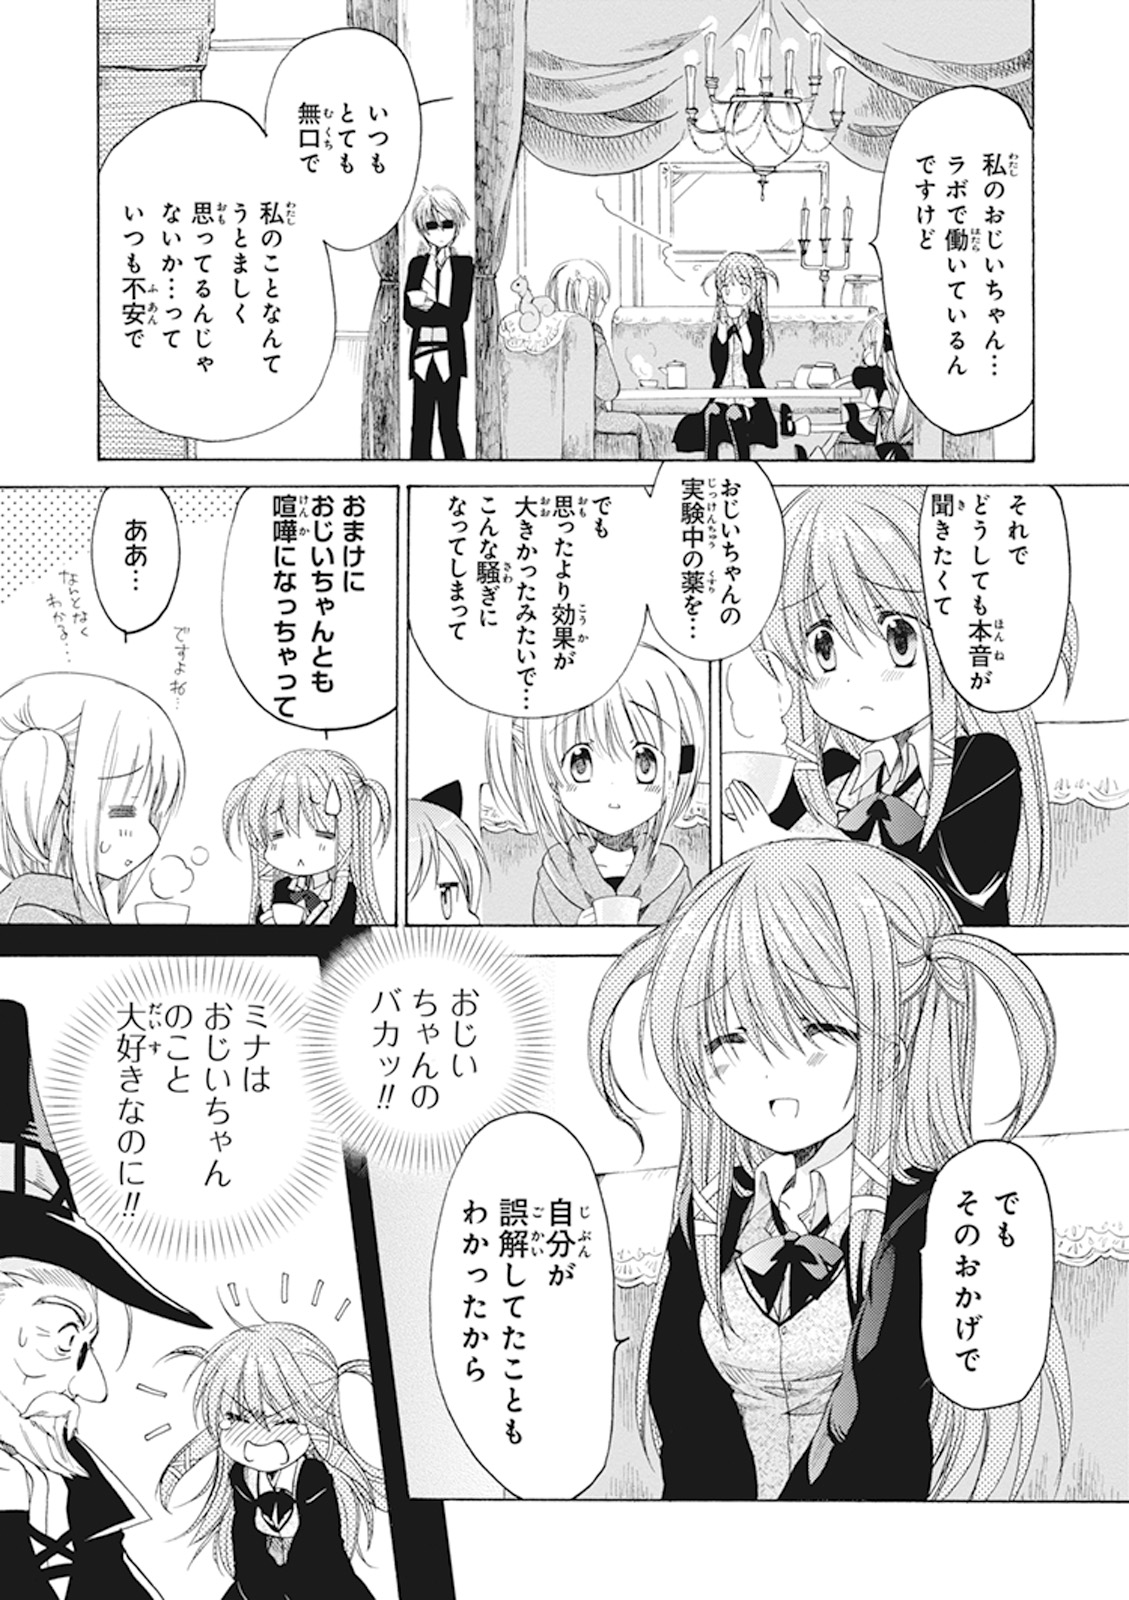 私のおじいちゃん…
ラボで働いているん
ですけど
いつも
とても
無口で
私のことなんて
うとましく
思ってるんじゃ
ないか…って
いつも不安で
それで
どうしても本音が
聞きたくて
おじいちゃんの
実験中の薬を…
でも
思ったより効果が
大きかったみたいで…
こんな騒ぎに
なってしまって
おまけに
おじいちゃんとも
喧嘩になっちゃって
ああ…
ですよね…
なんとなく
わかる…
でも
そのおかげで
自分が
誤解してたことも
わかったから
おじい
ちゃんの
バカッ!!
ミナは
おじいちゃん
のこと
大好きなのに!!